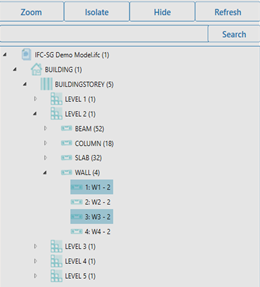 Zoom Isolate Hide Refresh
Search
IFC-SG Demo Model.ifc (1)
BUILDING (1)
BUILDINGSTOREY (5)
LEVEL 1 (1)
LEVEL 2 (1)
BEAM (52)
COLUMN (18)
SLAB (32)
WALL (4)
1: W1 - 2
2: W2 - 2
3: W3 - 2
4: W4 - 2
LEVEL 3 (1)
LEVEL 4 (1)
LEVEL 5 (1)